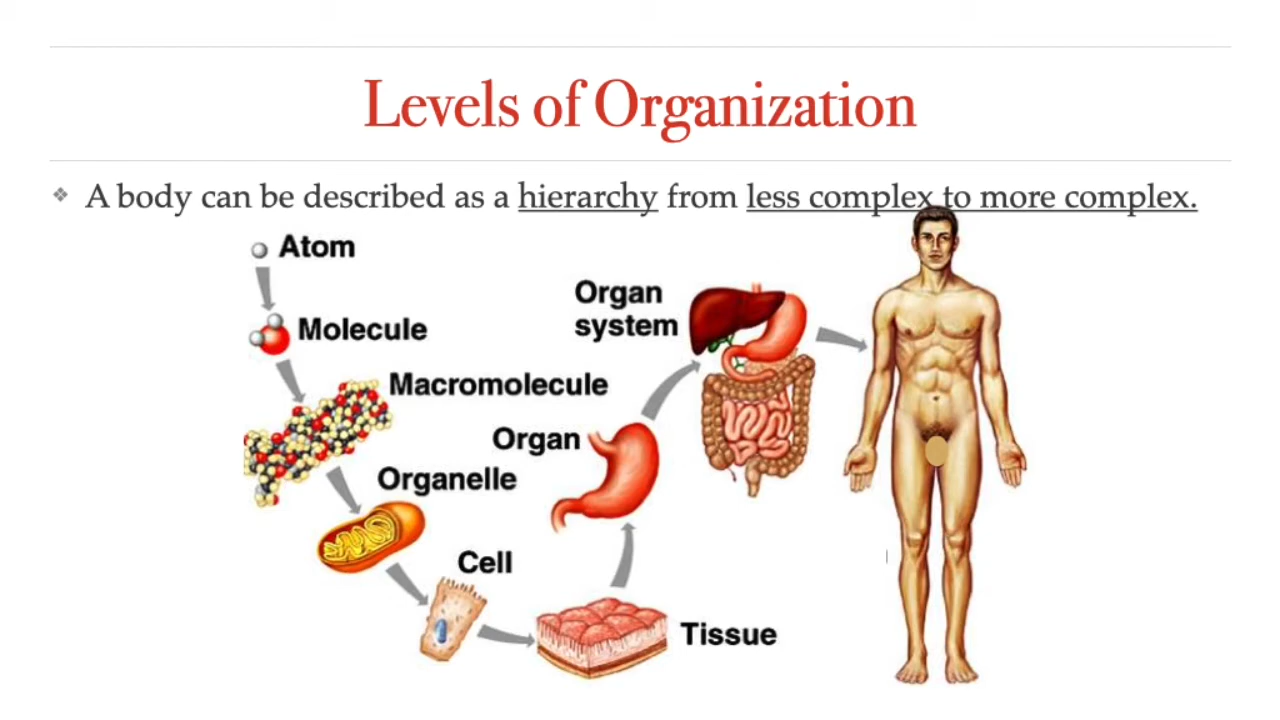 Levels of Organization
❖ A body can be described as a hierarchy from less complex to more complex.
Atom
Molecule
Macromolecule
Organelle
Cell
Tissue
Organ
Organ
system